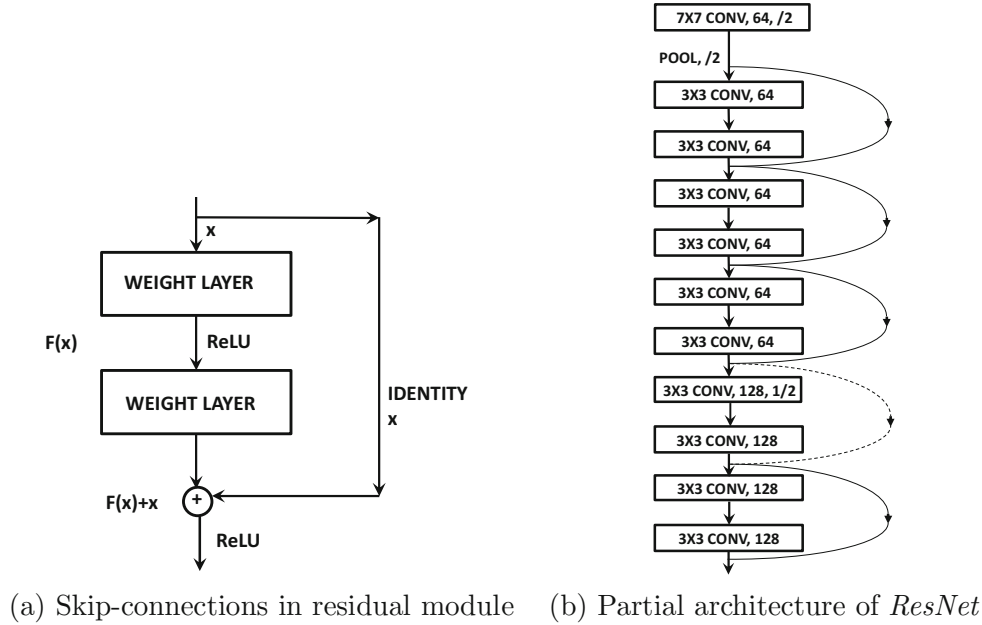 x
WEIGHT LAYER
F(x)
ReLU
WEIGHT LAYER
IDENTITY
x
F(x)+x
+
ReLU
(a) Skip-connections in residual module
7X7 CONV, 64, /2
POOL, /2
3X3 CONV, 64
3X3 CONV, 64
3X3 CONV, 64
3X3 CONV, 64
3X3 CONV, 64
3X3 CONV, 64
3X3 CONV, 128, 1/2
3X3 CONV, 128
3X3 CONV, 128
3X3 CONV, 128
(b) Partial architecture of ResNet